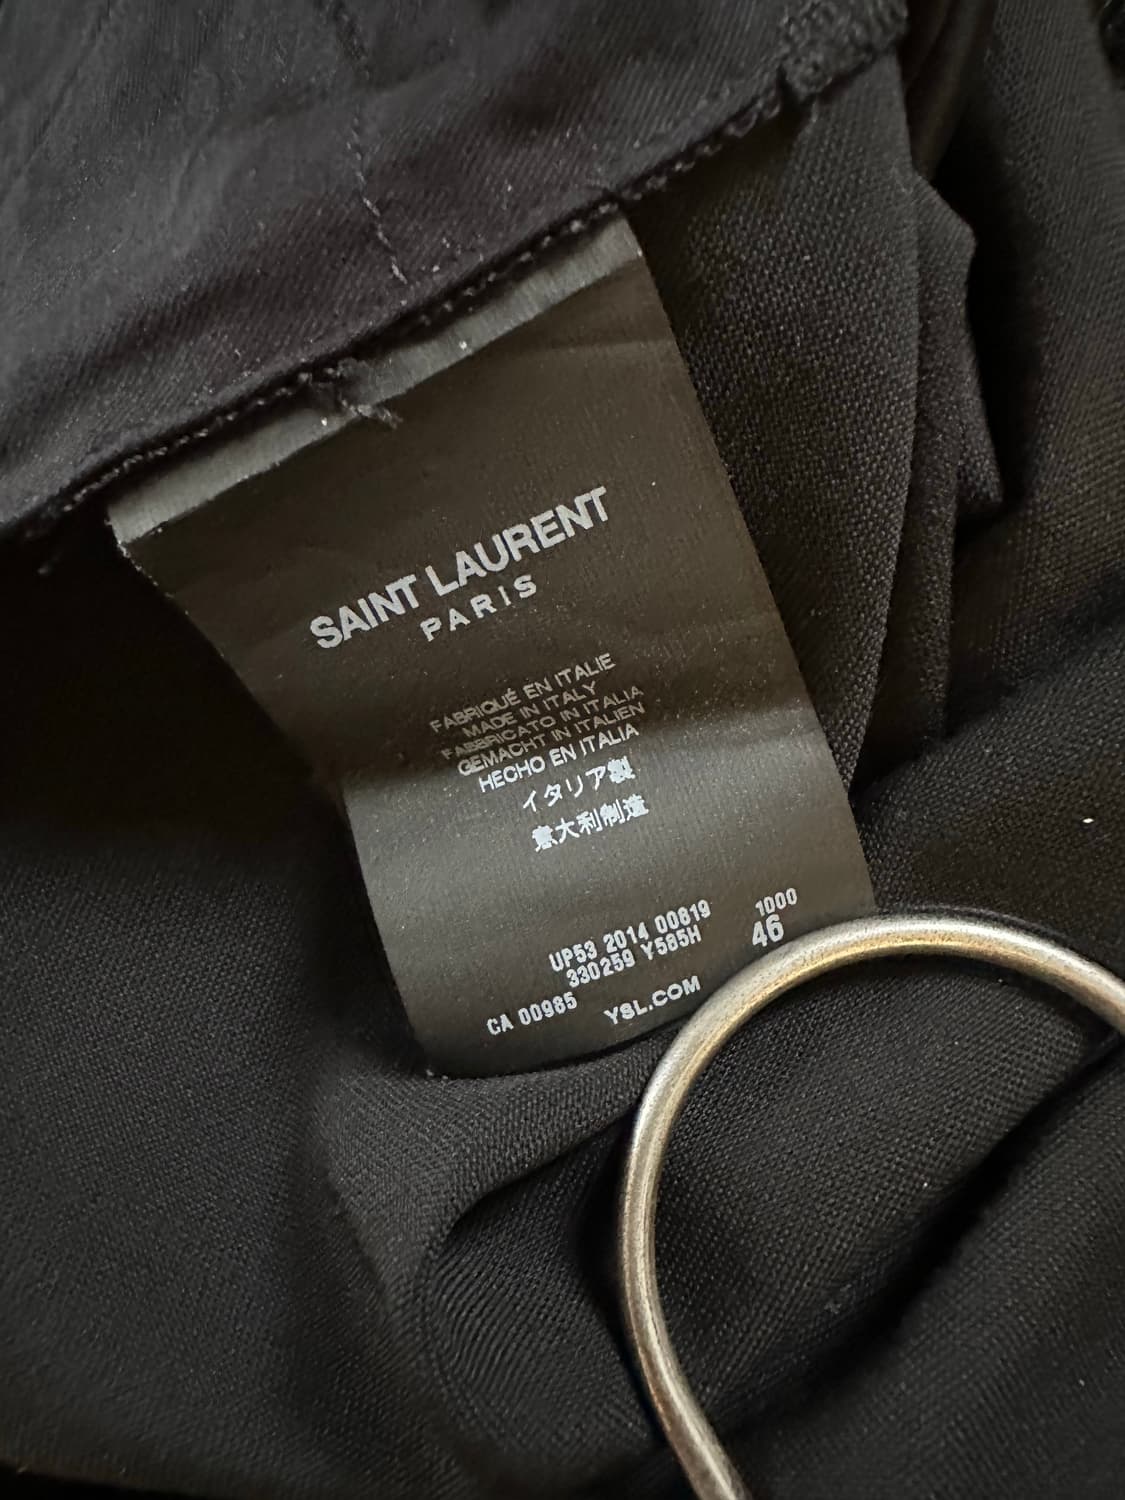 SAINT LAURENT
PARIS
FABRIQUÉ EN ITALIE
MADE IN ITALY
FABBRICATO IN ITALIA
GEMACHT IN ITALIEN
HECHO EN ITALIA
イタリア製
意大利制造
UP53 2014 00819 1000
330259 Y585H 46
CA 00985 YSL.COM